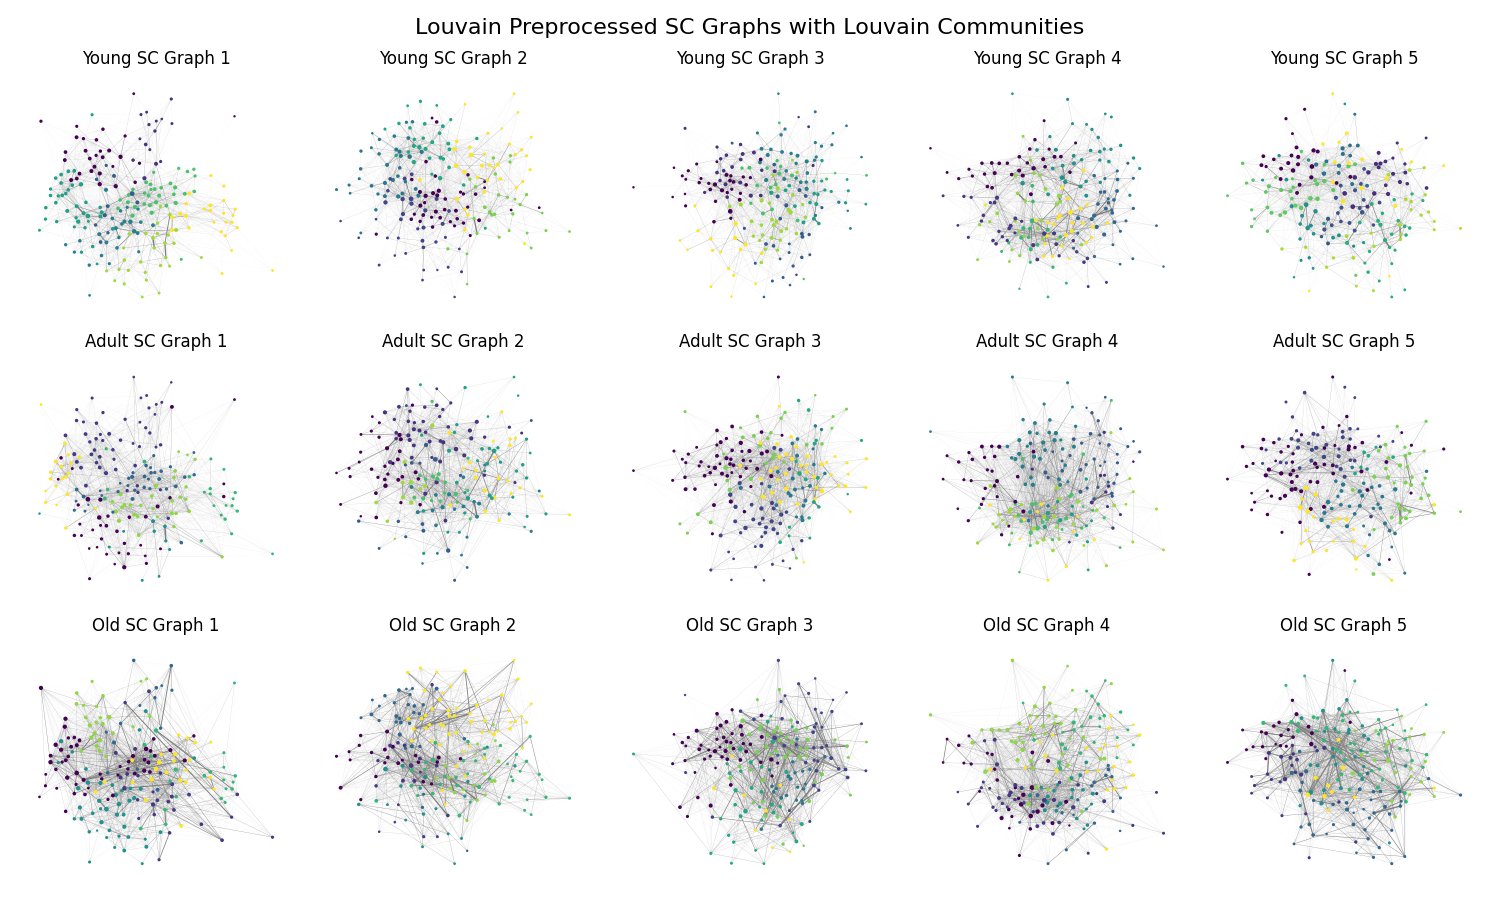 Louvain Preprocessed SC Graphs with Louvain Communities
Young SC Graph 1
Young SC Graph 2
Young SC Graph 3
Young SC Graph 4
Young SC Graph 5
Adult SC Graph 1
Adult SC Graph 2
Adult SC Graph 3
Adult SC Graph 4
Adult SC Graph 5
Old SC Graph 1
Old SC Graph 2
Old SC Graph 3
Old SC Graph 4
Old SC Graph 5